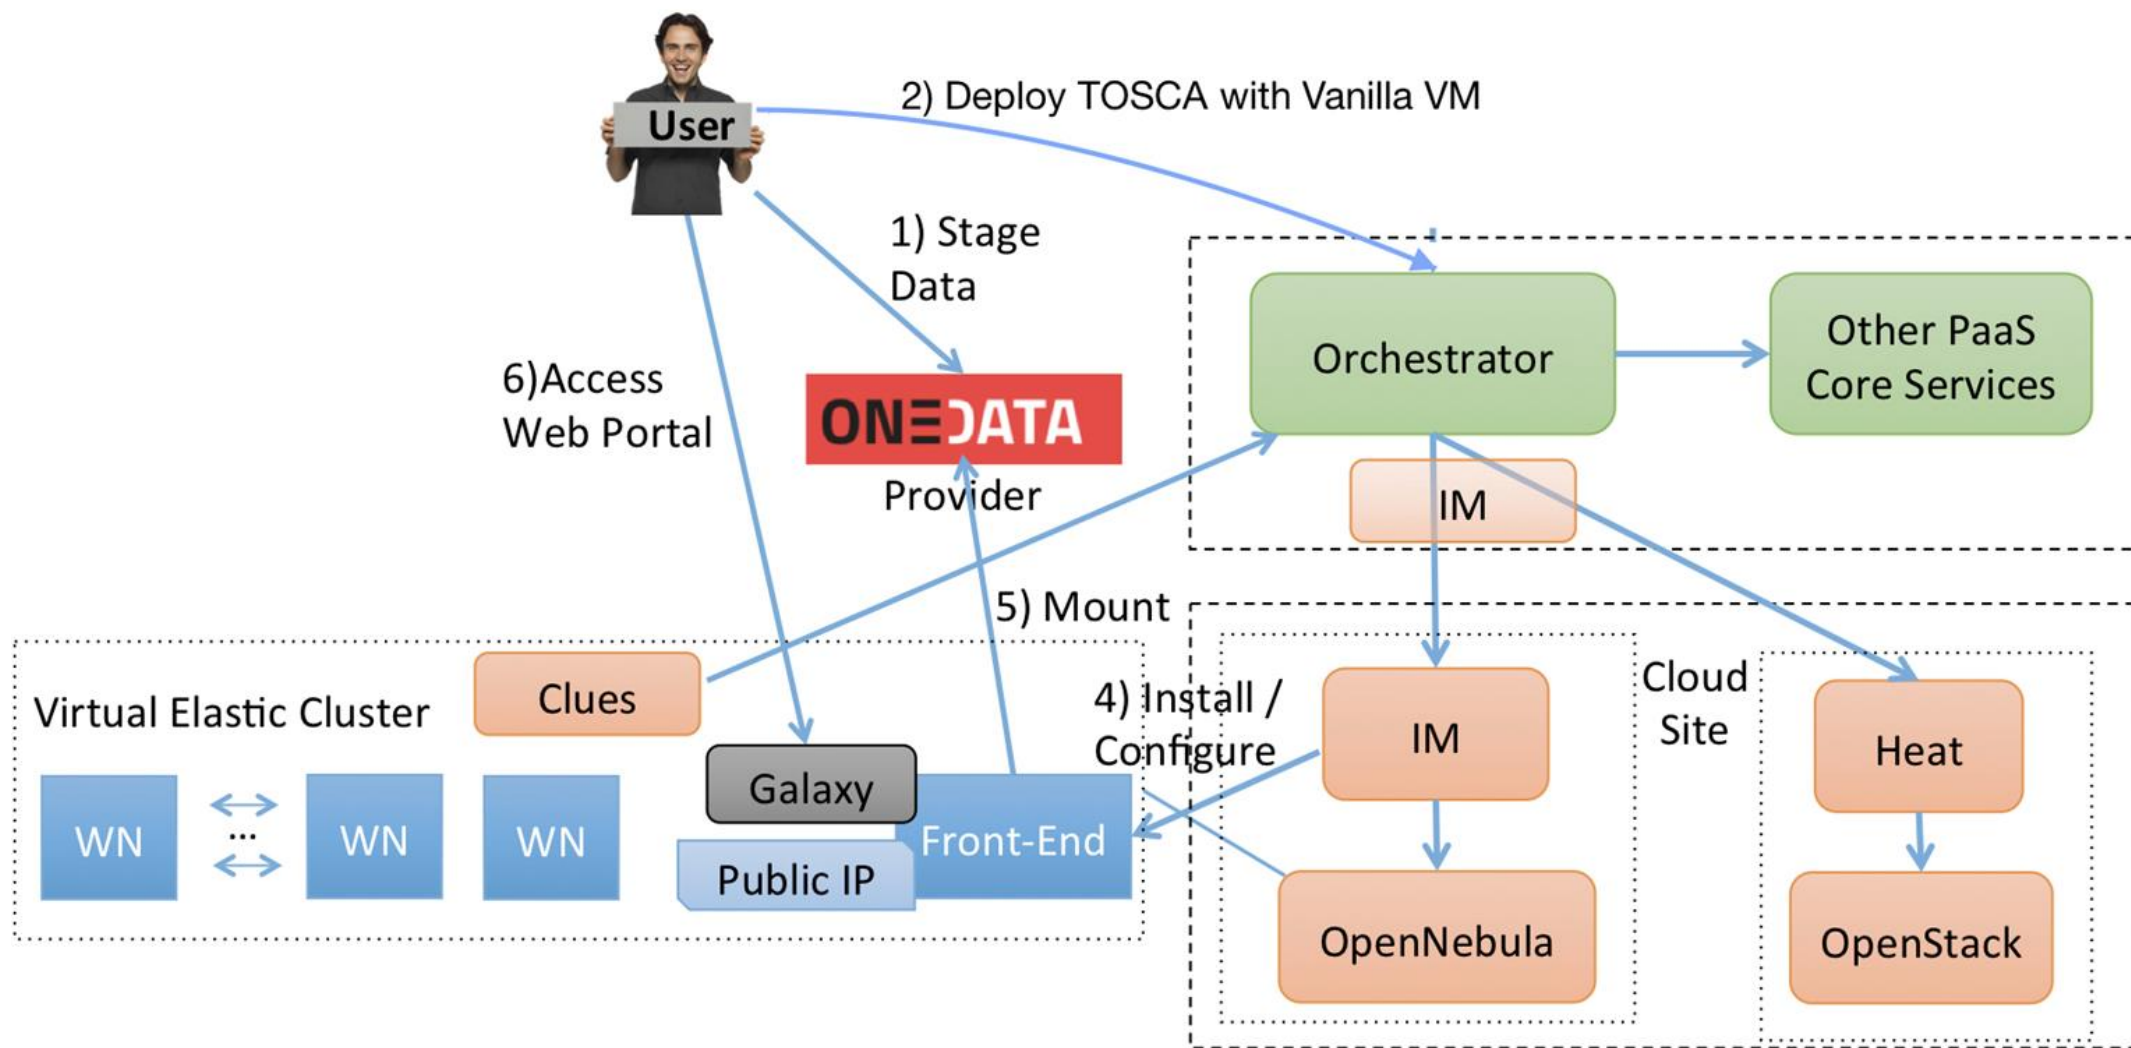 2) Deploy TOSCA with Vanilla VM
User
1) Stage
Data
6)Access
Web Portal
ONEDATA
Provider
Orchestrator
Other PaaS
Core Services
IM
5) Mount
Virtual Elastic Cluster
Clues
4) Install /
Configure
IM
Cloud
Site
Heat
WN
...
WN
WN
Galaxy
Front-End
Public IP
OpenNebula
OpenStack